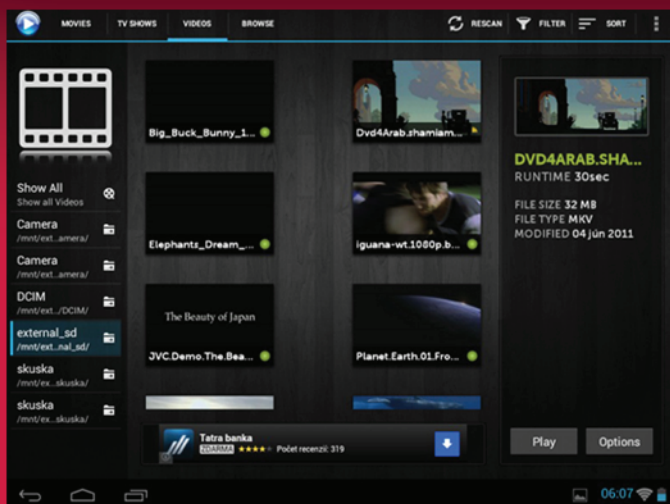 MOVIES TV SHOWS VIDEOS BROWSE RESCAN FILTER SORT
Show All
Show all Videos
Camera
/mnt/ext...amera/
Camera
/mnt/ext...amera/
DCIM
/mnt/ext.../DCIM/
external_sd
/mnt/ext...nal_sd/
skuska
/mnt/ex...skuska/
skuska
/mnt/ex...skuska/
Big_Buck_Bunny_1...
Dvd4Arab.shamiam...
Elephants_Dream_...
iguana-wt.1080p.b...
The Beauty of Japan
JVC.Demo.The.Bea...
Planet.Earth.01.Fro...
Tatra banka
ZDARMA Počet recenzií: 319
DVD4ARAB.SHA...
RUNTIME 30sec
FILE SIZE 32 MB
FILE TYPE MKV
MODIFIED 04 jún 2011
Play Options
06:07